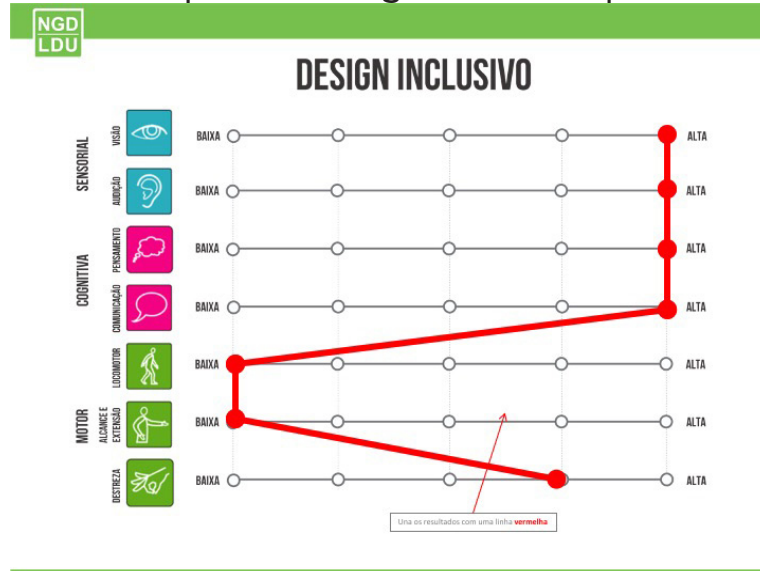 NGD
LDU
DESIGN INCLUSIVO
SENSORIAL
VISÃO
BAIXA
ALTA
AUDIÇÃO
BAIXA
ALTA
COGNITIVA
PENSAMENTO
BAIXA
ALTA
COMUNICAÇÃO
BAIXA
ALTA
MOTOR
LOCOMOTOR
BAIXA
ALTA
ALCANCE E
EXTENSÃO
BAIXA
ALTA
DESTREZA
BAIXA
ALTA
Una os resultados com uma linha vermelha